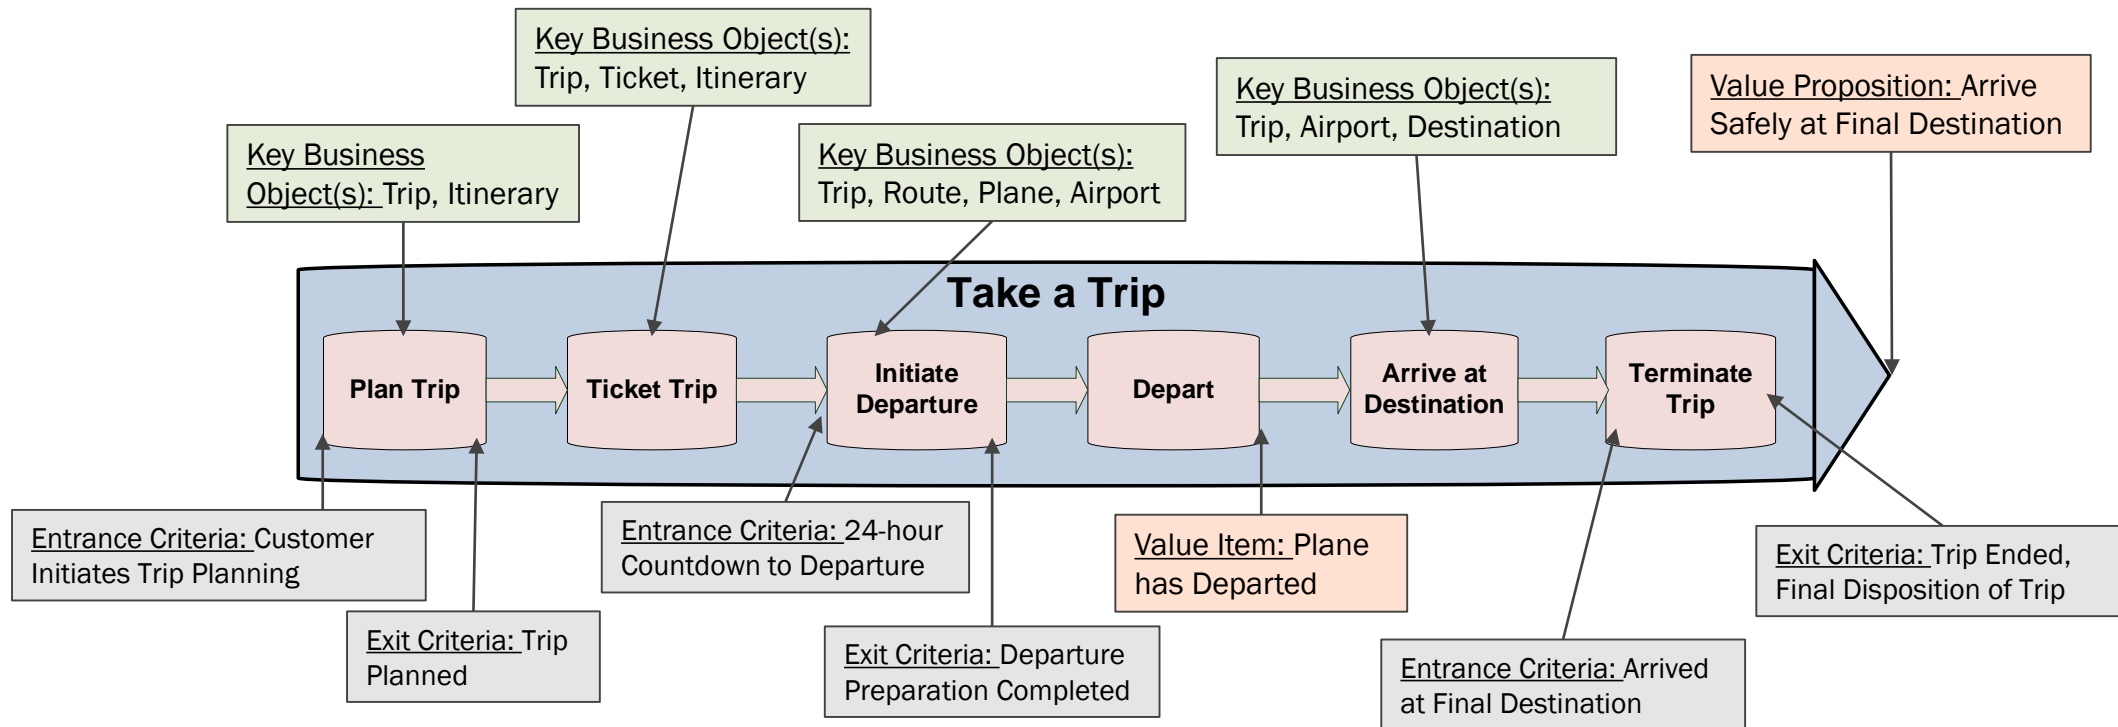 Key Business Object(s):
Trip, Ticket, Itinerary
Key Business Object(s):
Trip, Airport, Destination
Value Proposition: Arrive
Safely at Final Destination
Key Business
Object(s): Trip, Itinerary
Key Business Object(s):
Trip, Route, Plane, Airport
Take a Trip
Plan Trip
Ticket Trip
Initiate
Departure
Depart
Arrive at
Destination
Terminate
Trip
Entrance Criteria: Customer
Initiates Trip Planning
Exit Criteria: Trip
Planned
Entrance Criteria: 24-hour
Countdown to Departure
Exit Criteria: Departure
Preparation Completed
Value Item: Plane
has Departed
Entrance Criteria: Arrived
at Final Destination
Exit Criteria: Trip Ended,
Final Disposition of Trip